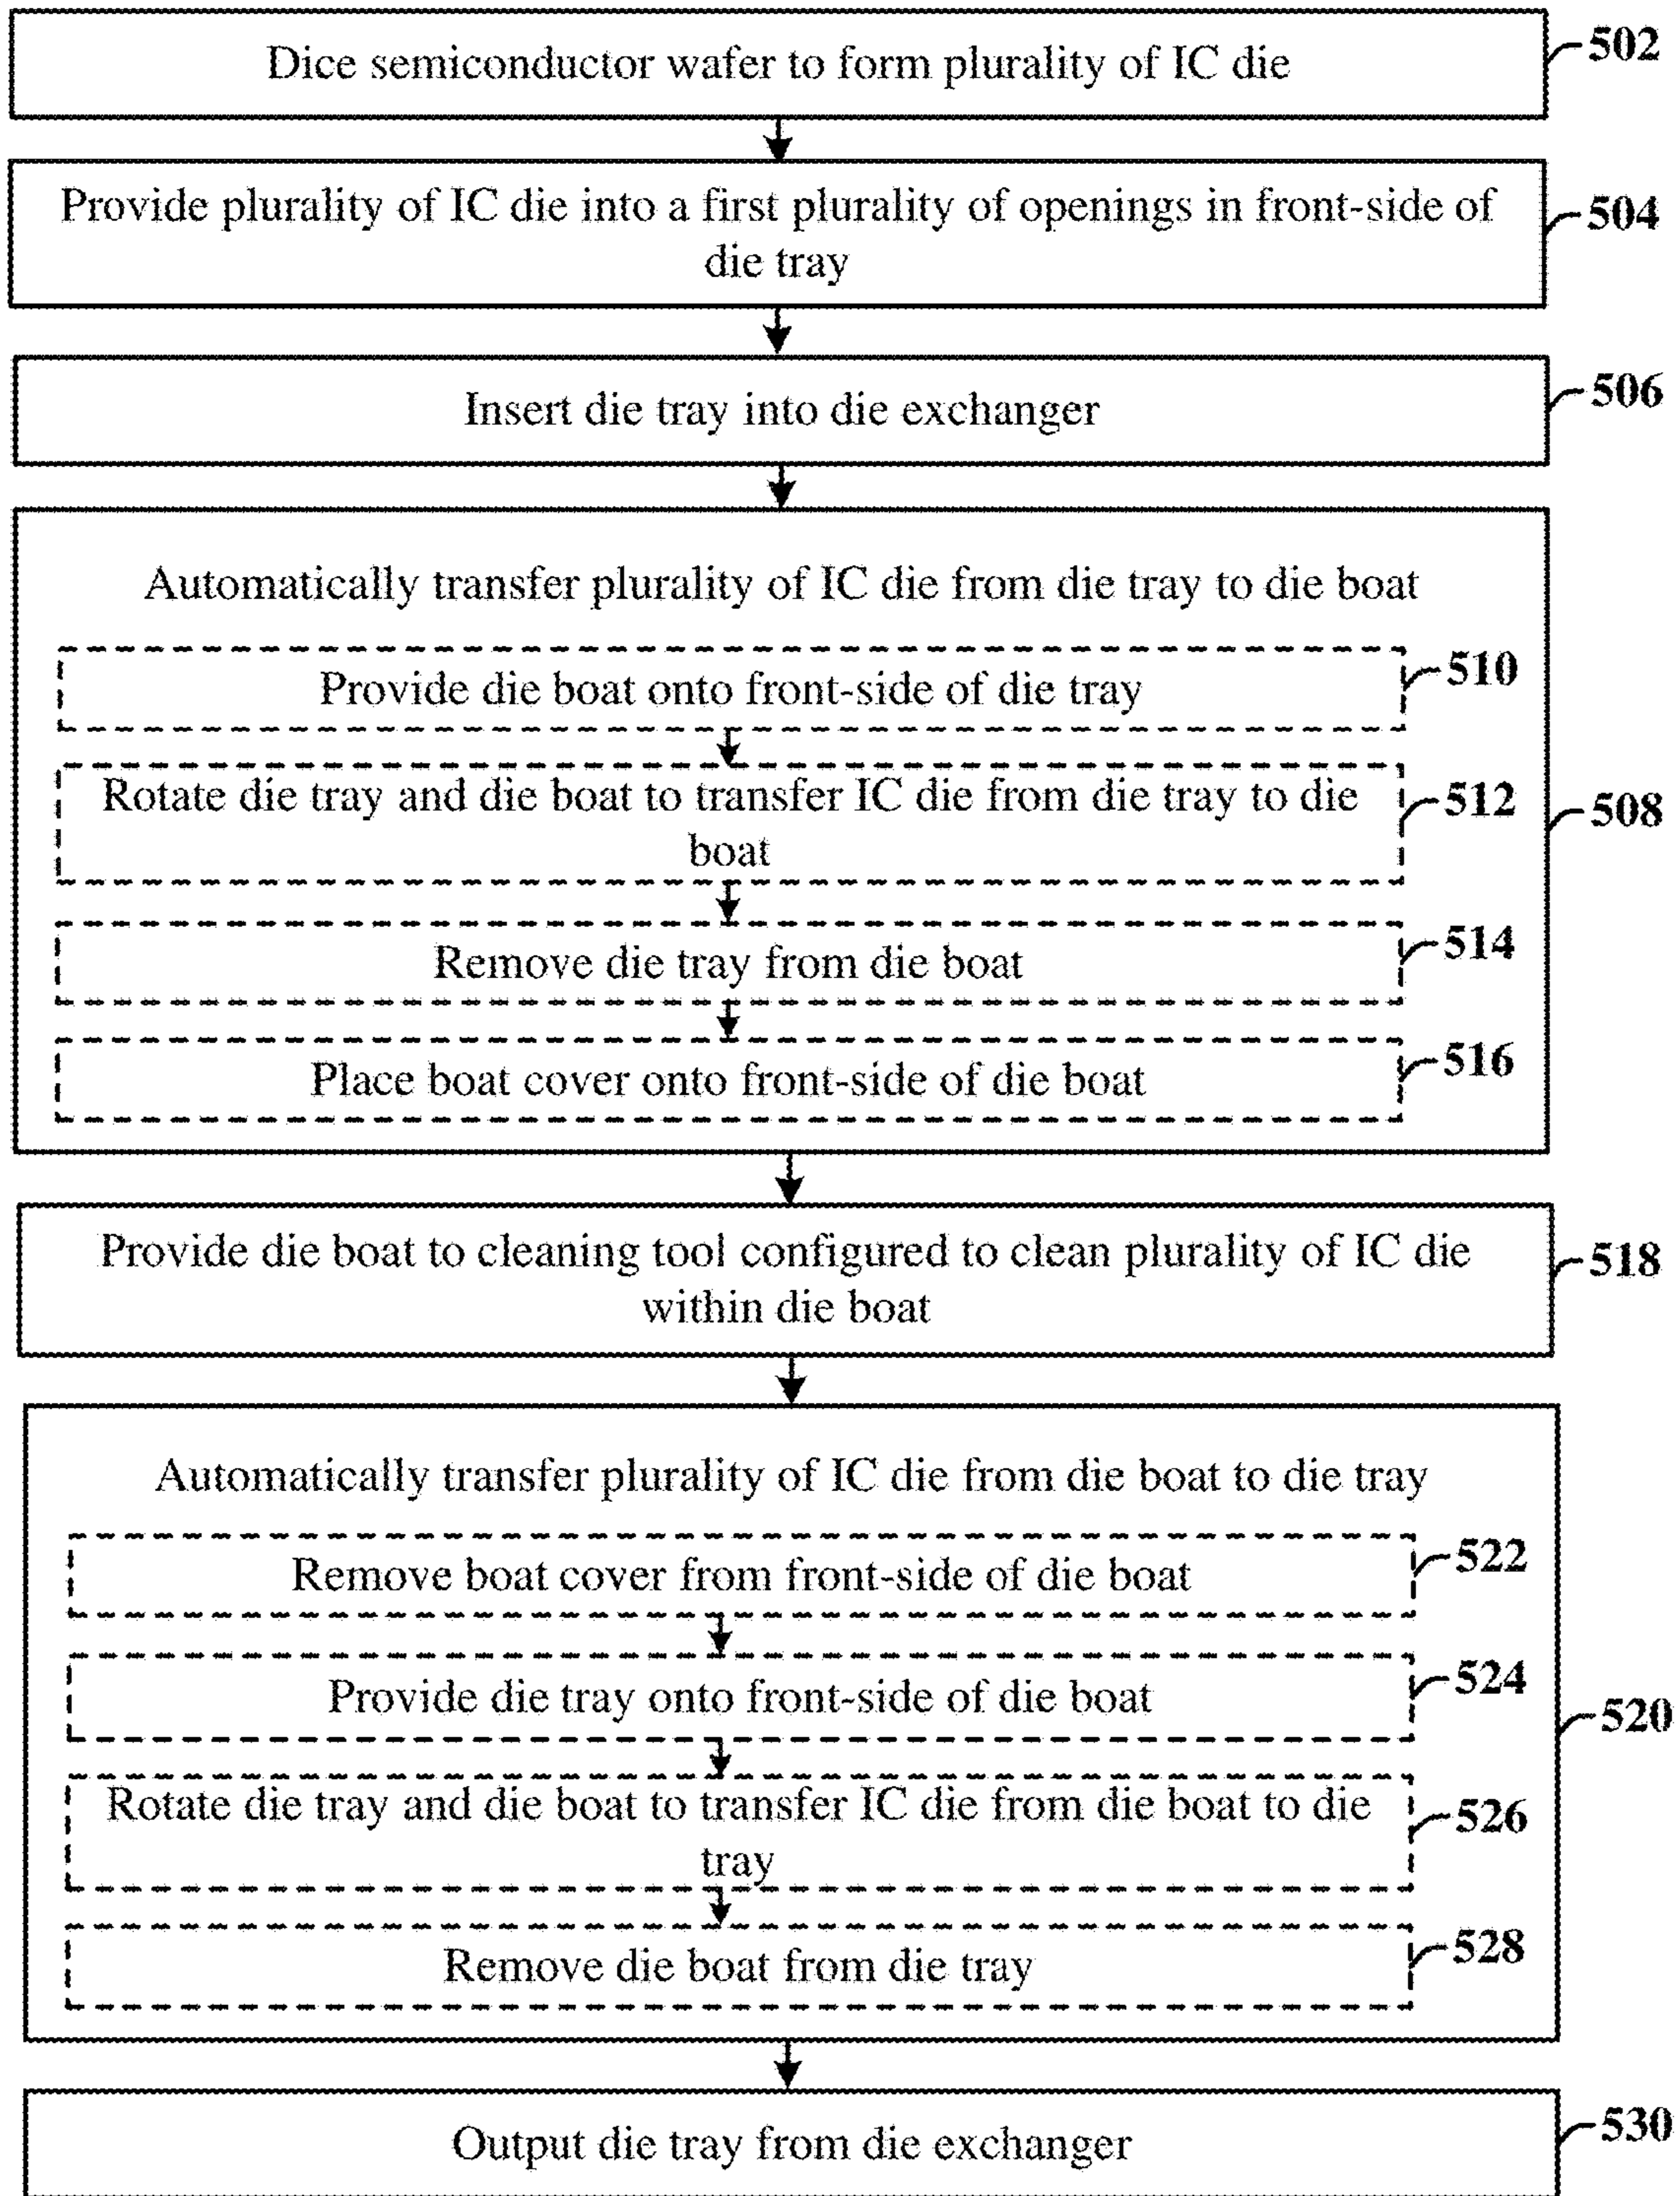 Dice semiconductor wafer to form plurality of IC die
502
Provide plurality of IC die into a first plurality of openings in front-side of
die tray
504
Insert die tray into die exchanger
506
Automatically transfer plurality of IC die from die tray to die boat
Provide die boat onto front-side of die tray
510
Rotate die tray and die boat to transfer IC die from die tray to die
boat
512
508
Remove die tray from die boat
514
Place boat cover onto front-side of die boat
516
Provide die boat to cleaning tool configured to clean plurality of IC die
within die boat
518
Automatically transfer plurality of IC die from die boat to die tray
Remove boat cover from front-side of die boat
522
Provide die tray onto front-side of die boat
524
520
Rotate die tray and die boat to transfer IC die from die boat to die
tray
526
Remove die boat from die tray
528
Output die tray from die exchanger
530